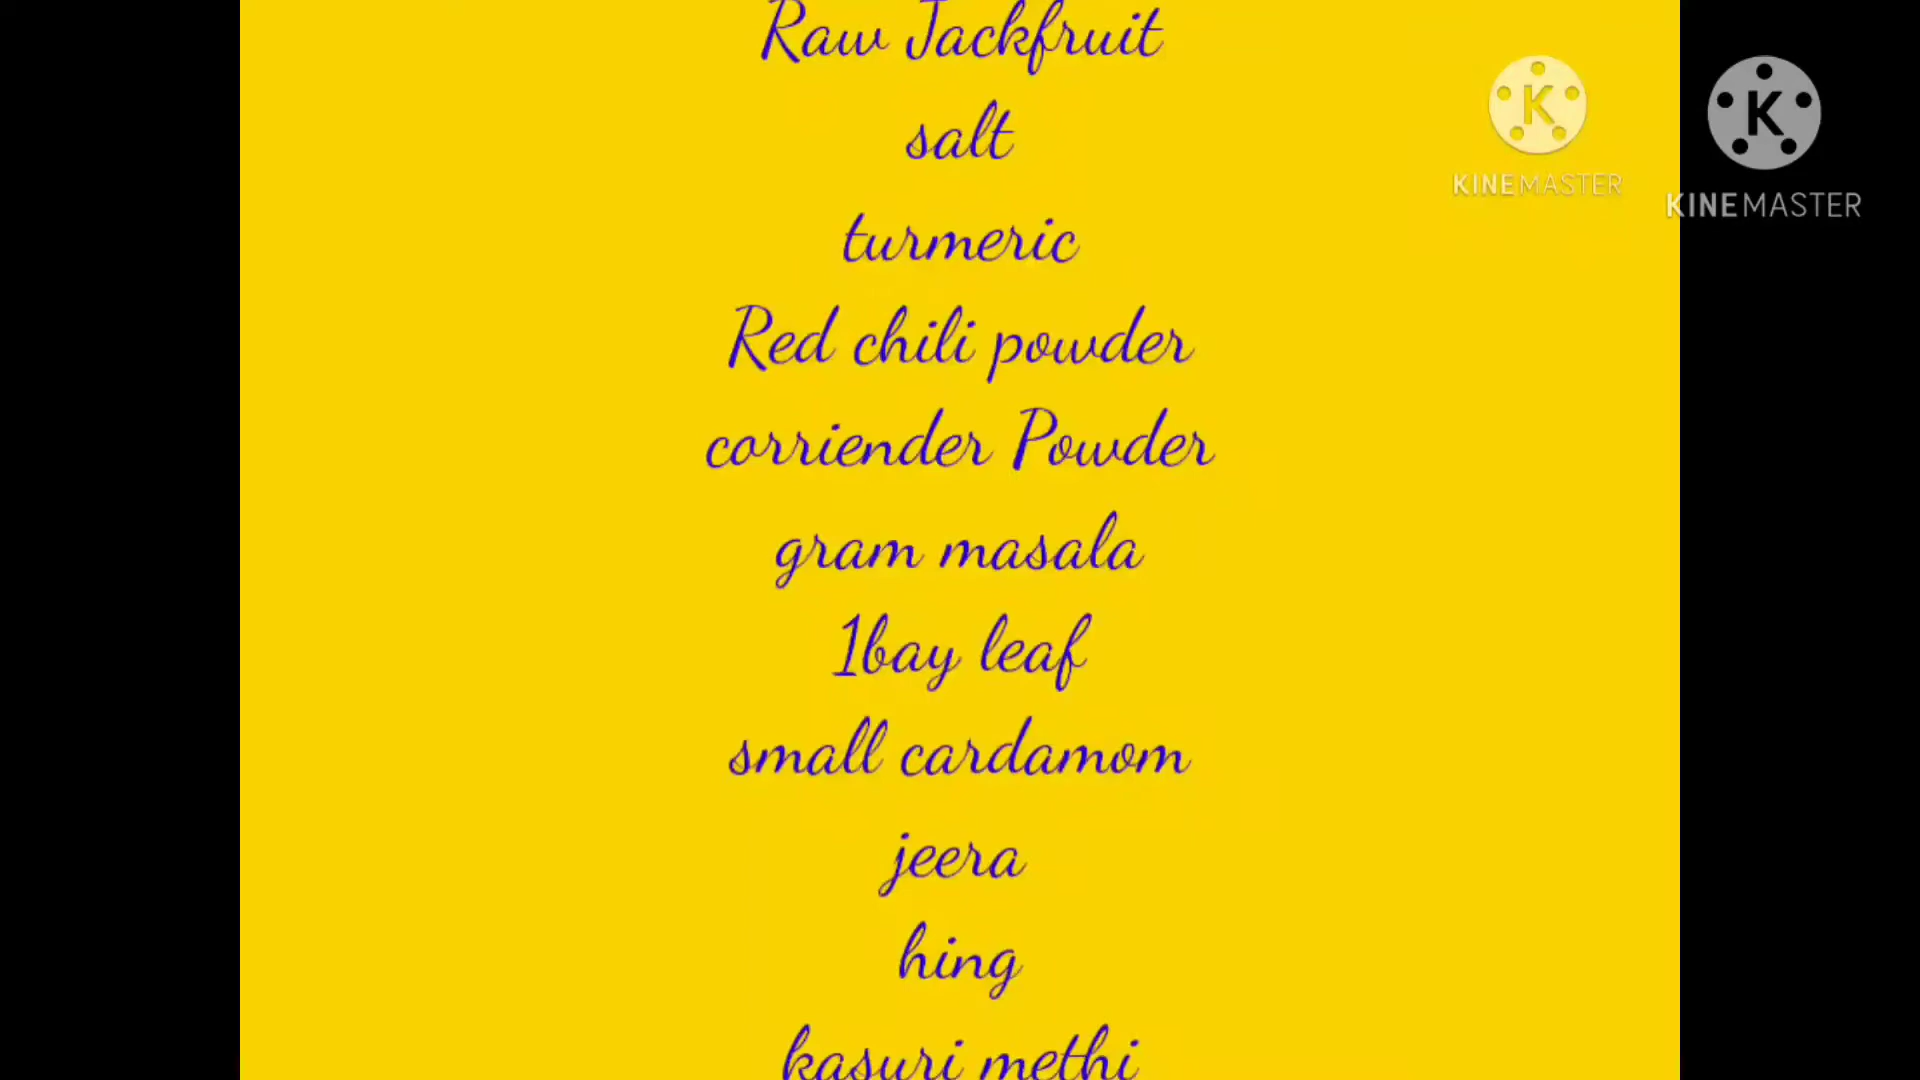 Raw Jackfruit
salt
turmeric
Red chili powder
corriender Powder
gram masala
1bay leaf
small cardamom
jeera
hing
kasuri methi
KINEMASTER
KINEMASTER